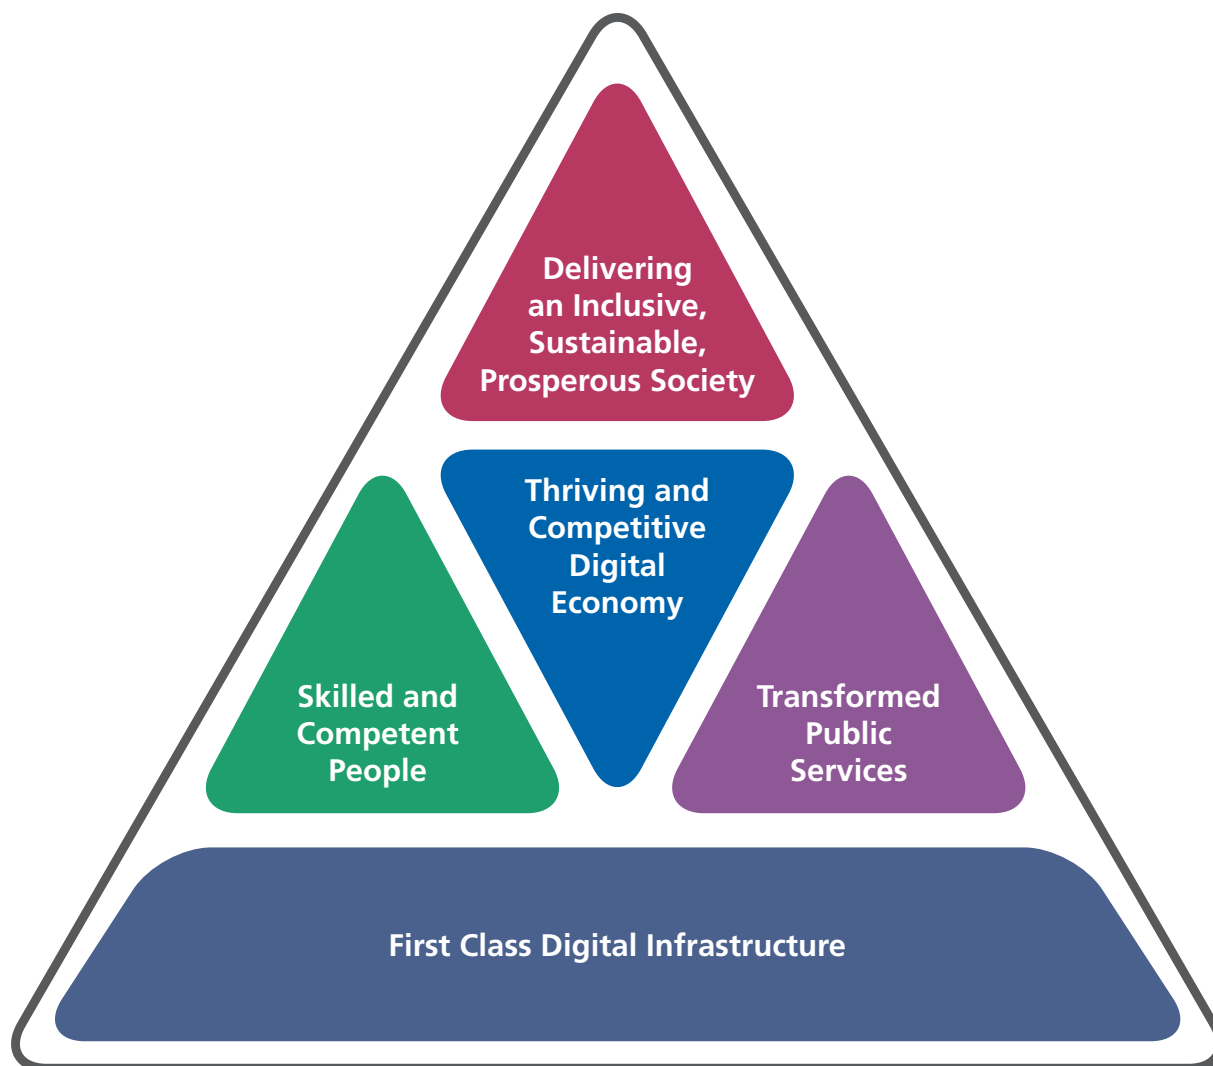 Delivering
an Inclusive,
Sustainable,
Prosperous Society
Thriving and
Competitive
Digital
Economy
Skilled and
Competent
People
Transformed
Public
Services
First Class Digital Infrastructure